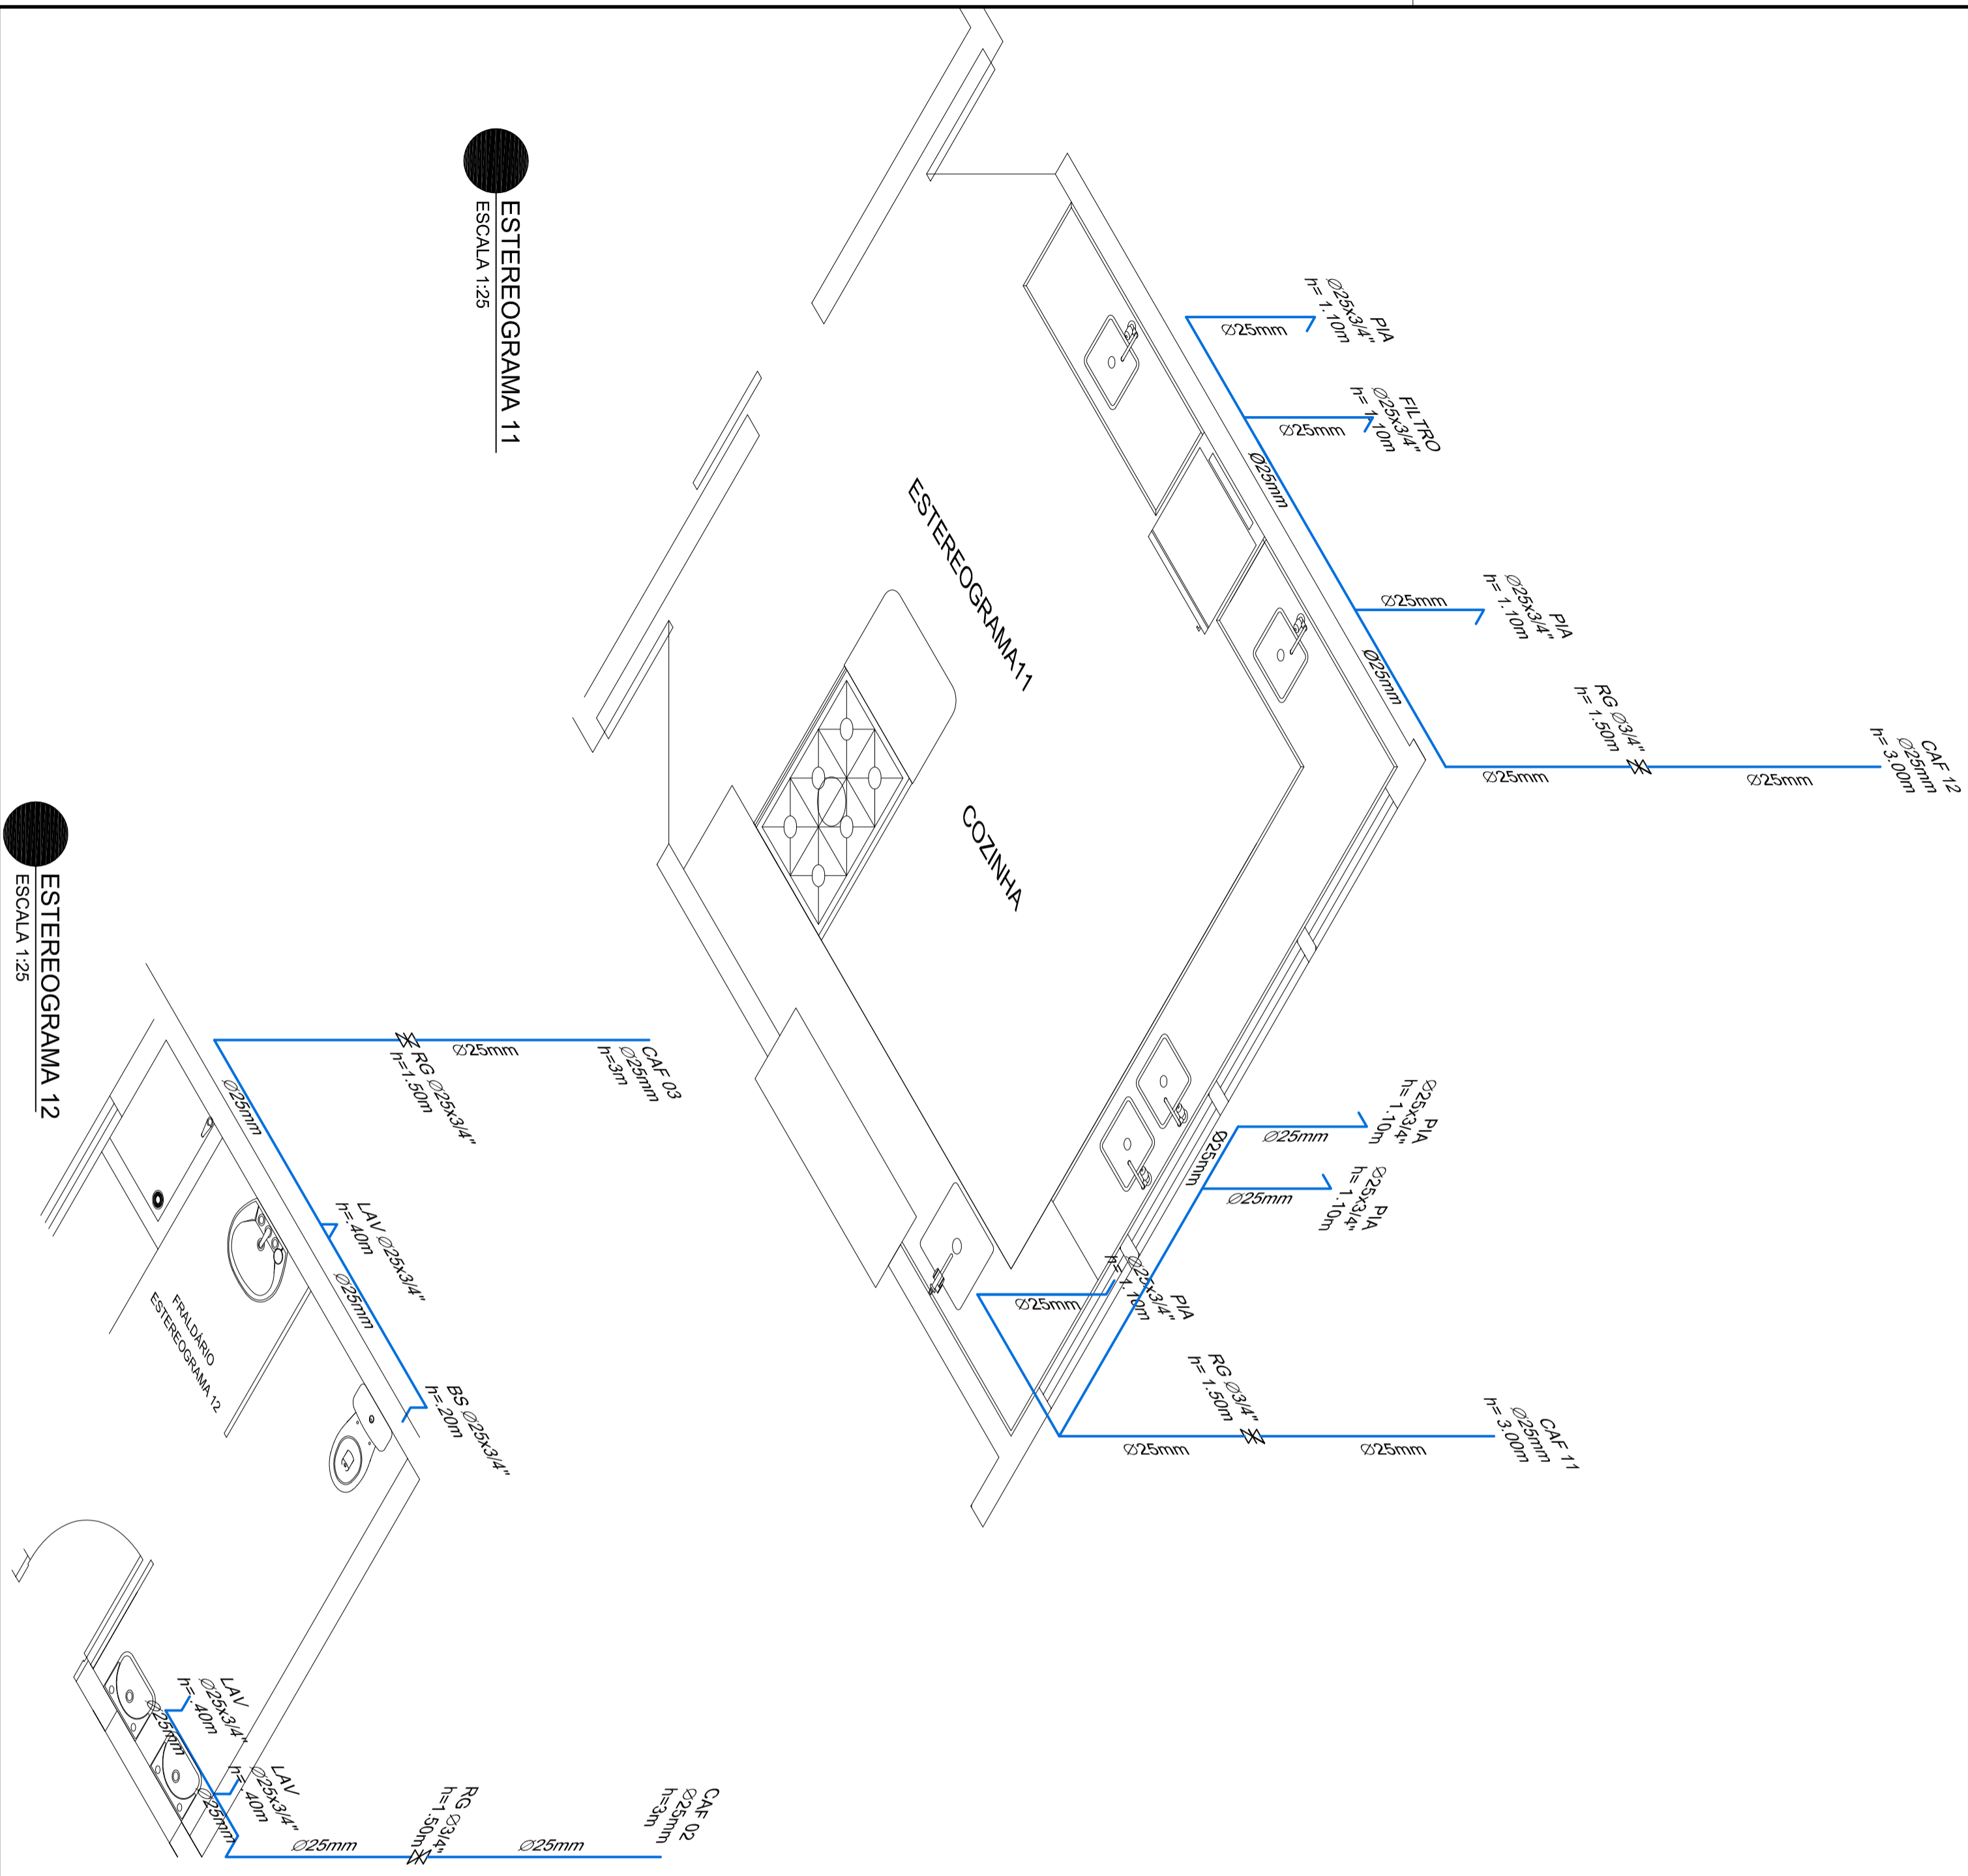 ESTEREOGRAMA 11
ESCALA 1:25
PIA
Ø25x3/4"
h= 1.10m
Ø25mm
FILTRO
Ø25x3/4"
h= 1.10m
Ø25mm
Ø25mm
PIA
Ø25x3/4"
h= 1.10m
Ø25mm
Ø25mm
RG Ø3/4"
h= 1.50m
CAF 12
Ø25mm
h= 3.00m
Ø25mm
Ø25mm
ESTEREOGRAMA11
COZINHA
PIA
Ø25x3/4"
h= 1.10m
Ø25mm
Ø25mm
PIA
Ø25x3/4"
h= 1.10m
Ø25mm
PIA
Ø25x3/4"
h= 1.10m
Ø25mm
RG Ø3/4"
h= 1.50m
CAF 11
Ø25mm
h= 3.00m
Ø25mm
Ø25mm
ESTEREOGRAMA 12
ESCALA 1:25
CAF 03
Ø25mm
h=3m
Ø25mm
RG Ø25x3/4"
h=1.50m
Ø25mm
LAV Ø25x3/4"
h=.40m
Ø25mm
BS Ø25x3/4"
h=.20m
FRALDÁRIO
ESTEREOGRAMA 12
LAV
Ø25x3/4"
h=.40m
Ø25mm
LAV
Ø25x3/4"
h=.40m
Ø25mm
RG Ø3/4"
h=1.50m
CAF 02
Ø25mm
h=3m
Ø25mm
Ø25mm